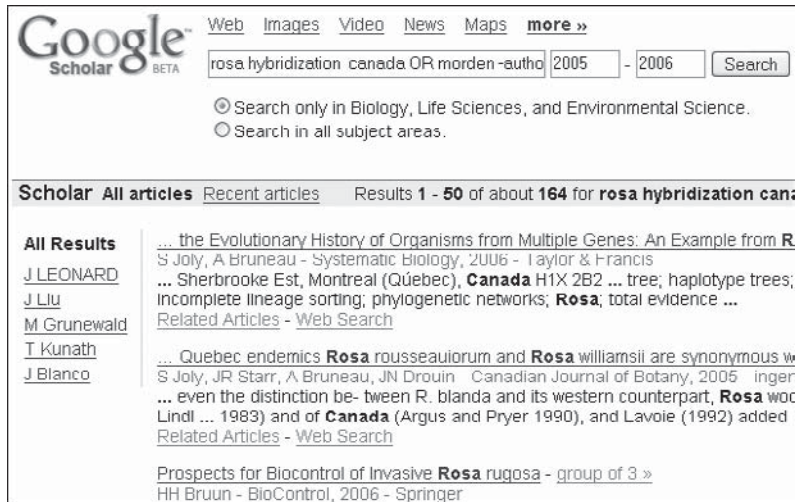 Web Images Video News Maps more »
Google™
Scholar BETA
rosa hybridization canada OR morden -autho 2005 - 2006 Search
Search only in Biology, Life Sciences, and Environmental Science.
Search in all subject areas.
Scholar All articles Recent articles Results 1 - 50 of about 164 for rosa hybridization cana
All Results
J LEONARD
J Liu
M Grunewald
T Kunath
J Blanco
... the Evolutionary History of Organisms from Multiple Genes: An Example from R
S Joly, A Bruneau - Systematic Biology, 2006 - Taylor & Francis
... Sherbrooke Est, Montreal (Qúebec), Canada H1X 2B2 ... tree; haplotype trees;
incomplete lineage sorting; phylogenetic networks; Rosa; total evidence ...
Related Articles - Web Search
... Quebec endemics Rosa rousseauiorum and Rosa williamsii are synonymous w
S Joly, JR Starr, A Bruneau, JN Drouin Canadian Journal of Botany, 2005 inger
... even the distinction be- tween R. blanda and its western counterpart, Rosa woo
Lindl ... 1983) and of Canada (Argus and Pryer 1990), and Lavoie (1992) added
Related Articles - Web Search
Prospects for Biocontrol of Invasive Rosa rugosa - group of 3 »
HH Bruun - BioControl, 2006 - Springer